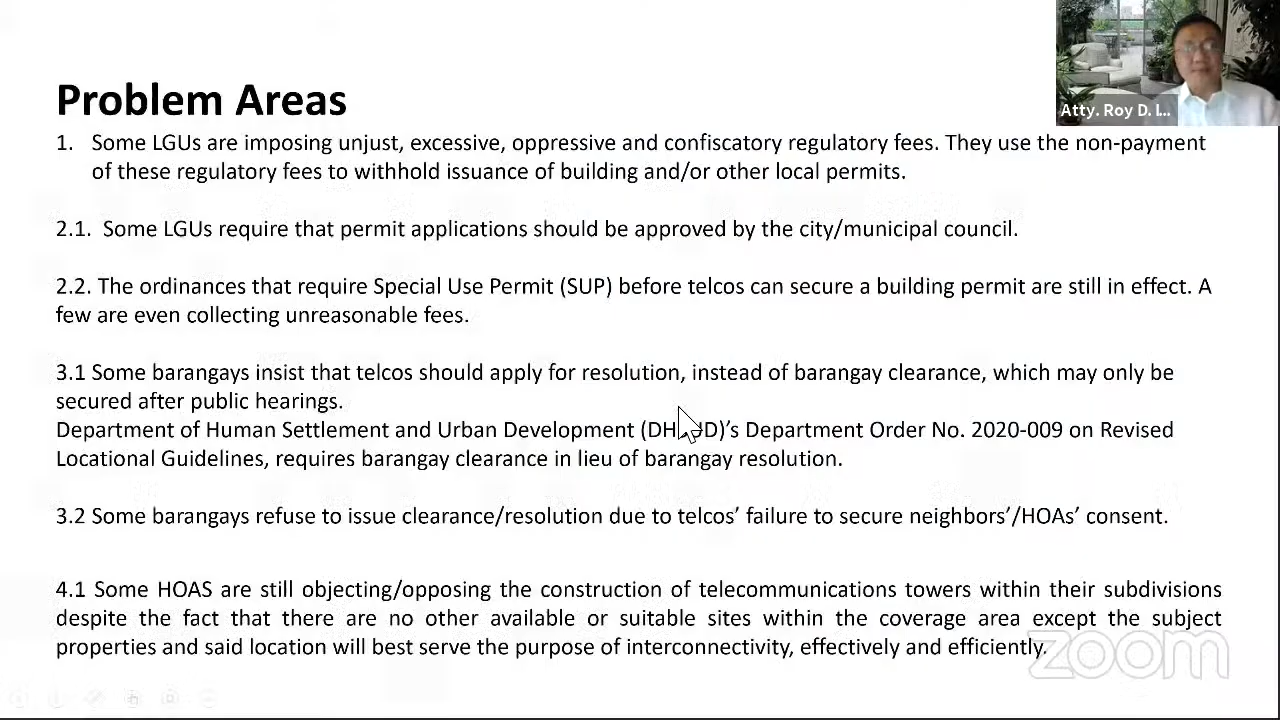 Atty. Roy D. I...
Problem Areas
1. Some LGUs are imposing unjust, excessive, oppressive and confiscatory regulatory fees. They use the non-payment
of these regulatory fees to withhold issuance of building and/or other local permits.
2.1. Some LGUs require that permit applications should be approved by the city/municipal council.
2.2. The ordinances that require Special Use Permit (SUP) before telcos can secure a building permit are still in effect. A
few are even collecting unreasonable fees.
3.1 Some barangays insist that telcos should apply for resolution, instead of barangay clearance, which may only be
secured after public hearings.
Department of Human Settlement and Urban Development 's Department Order No. 2020-009 on Revised
Locational Guidelines, requires barangay clearance in lieu of barangay resolution.
3.2 Some barangays refuse to issue clearance/resolution due to telcos' failure to secure neighbors'/HOAs' consent.
4.1 Some HOAS are still objecting/opposing the construction of telecommunications towers within their subdivisions
despite the fact that there are no other available or suitable sites within the coverage area except the subject
properties and said location will best serve the purpose of interconnectivity, effectively and efficiently.
zoom